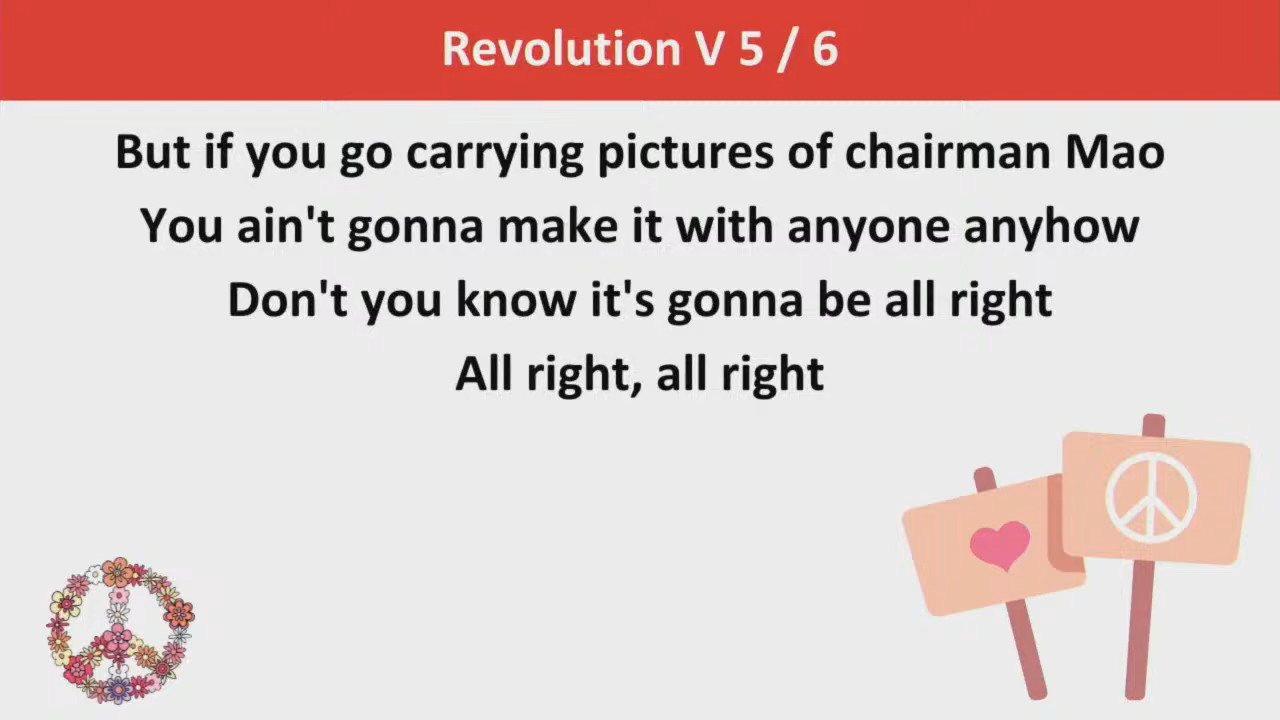 Revolution V 5 / 6
But if you go carrying pictures of chairman Mao
You ain't gonna make it with anyone anyhow
Don't you know it's gonna be all right
All right, all right